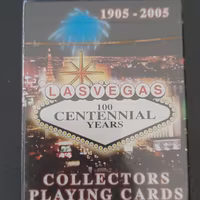 1905 - 2005
LAS VEGAS
100
CENTENNIAL
YEARS
COLLECTORS
PLAYING CARDS